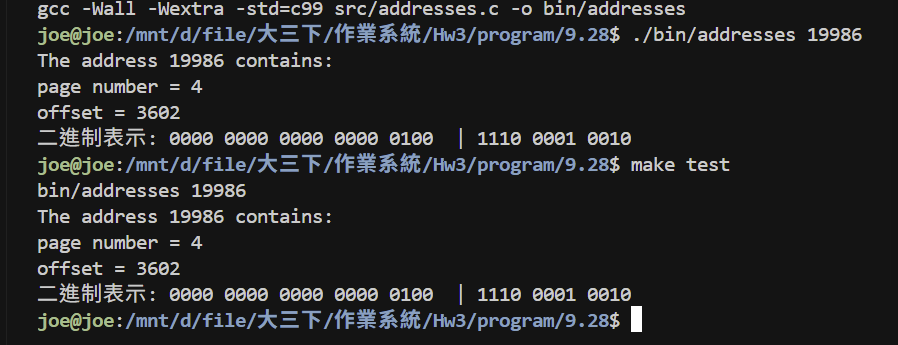 gcc -Wall -Wextra -std=c99 src/addresses.c -o bin/addresses
joe@joe:/mnt/d/file/大三下/作業系統/Hw3/program/9.28$ ./bin/addresses 19986
The address 19986 contains:
page number = 4
offset = 3602
二進制表示: 0000 0000 0000 0000 0100  | 1110 0001 0010
joe@joe:/mnt/d/file/大三下/作業系統/Hw3/program/9.28$ make test
bin/addresses 19986
The address 19986 contains:
page number = 4
offset = 3602
二進制表示: 0000 0000 0000 0000 0100  | 1110 0001 0010
joe@joe:/mnt/d/file/大三下/作業系統/Hw3/program/9.28$